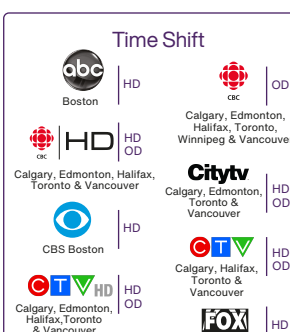 Time Shift
abc
HD
Boston
CBC
HD
HD
OD
Calgary, Edmonton, Halifax,
Toronto & Vancouver
HD
CBS Boston
CTV HD
HD
OD
Calgary, Edmonton,
Halifax,Toronto
& Vancouver
CBC
OD
Calgary, Edmonton,
Halifax, Toronto,
Winnipeg & Vancouve
Citytv
HD
OD
Calgary, Edmonton,
Toronto &
Vancouver
CTV
HD
OD
Calgary, Halifax,
Toronto &
Vancouver
FOX
HD